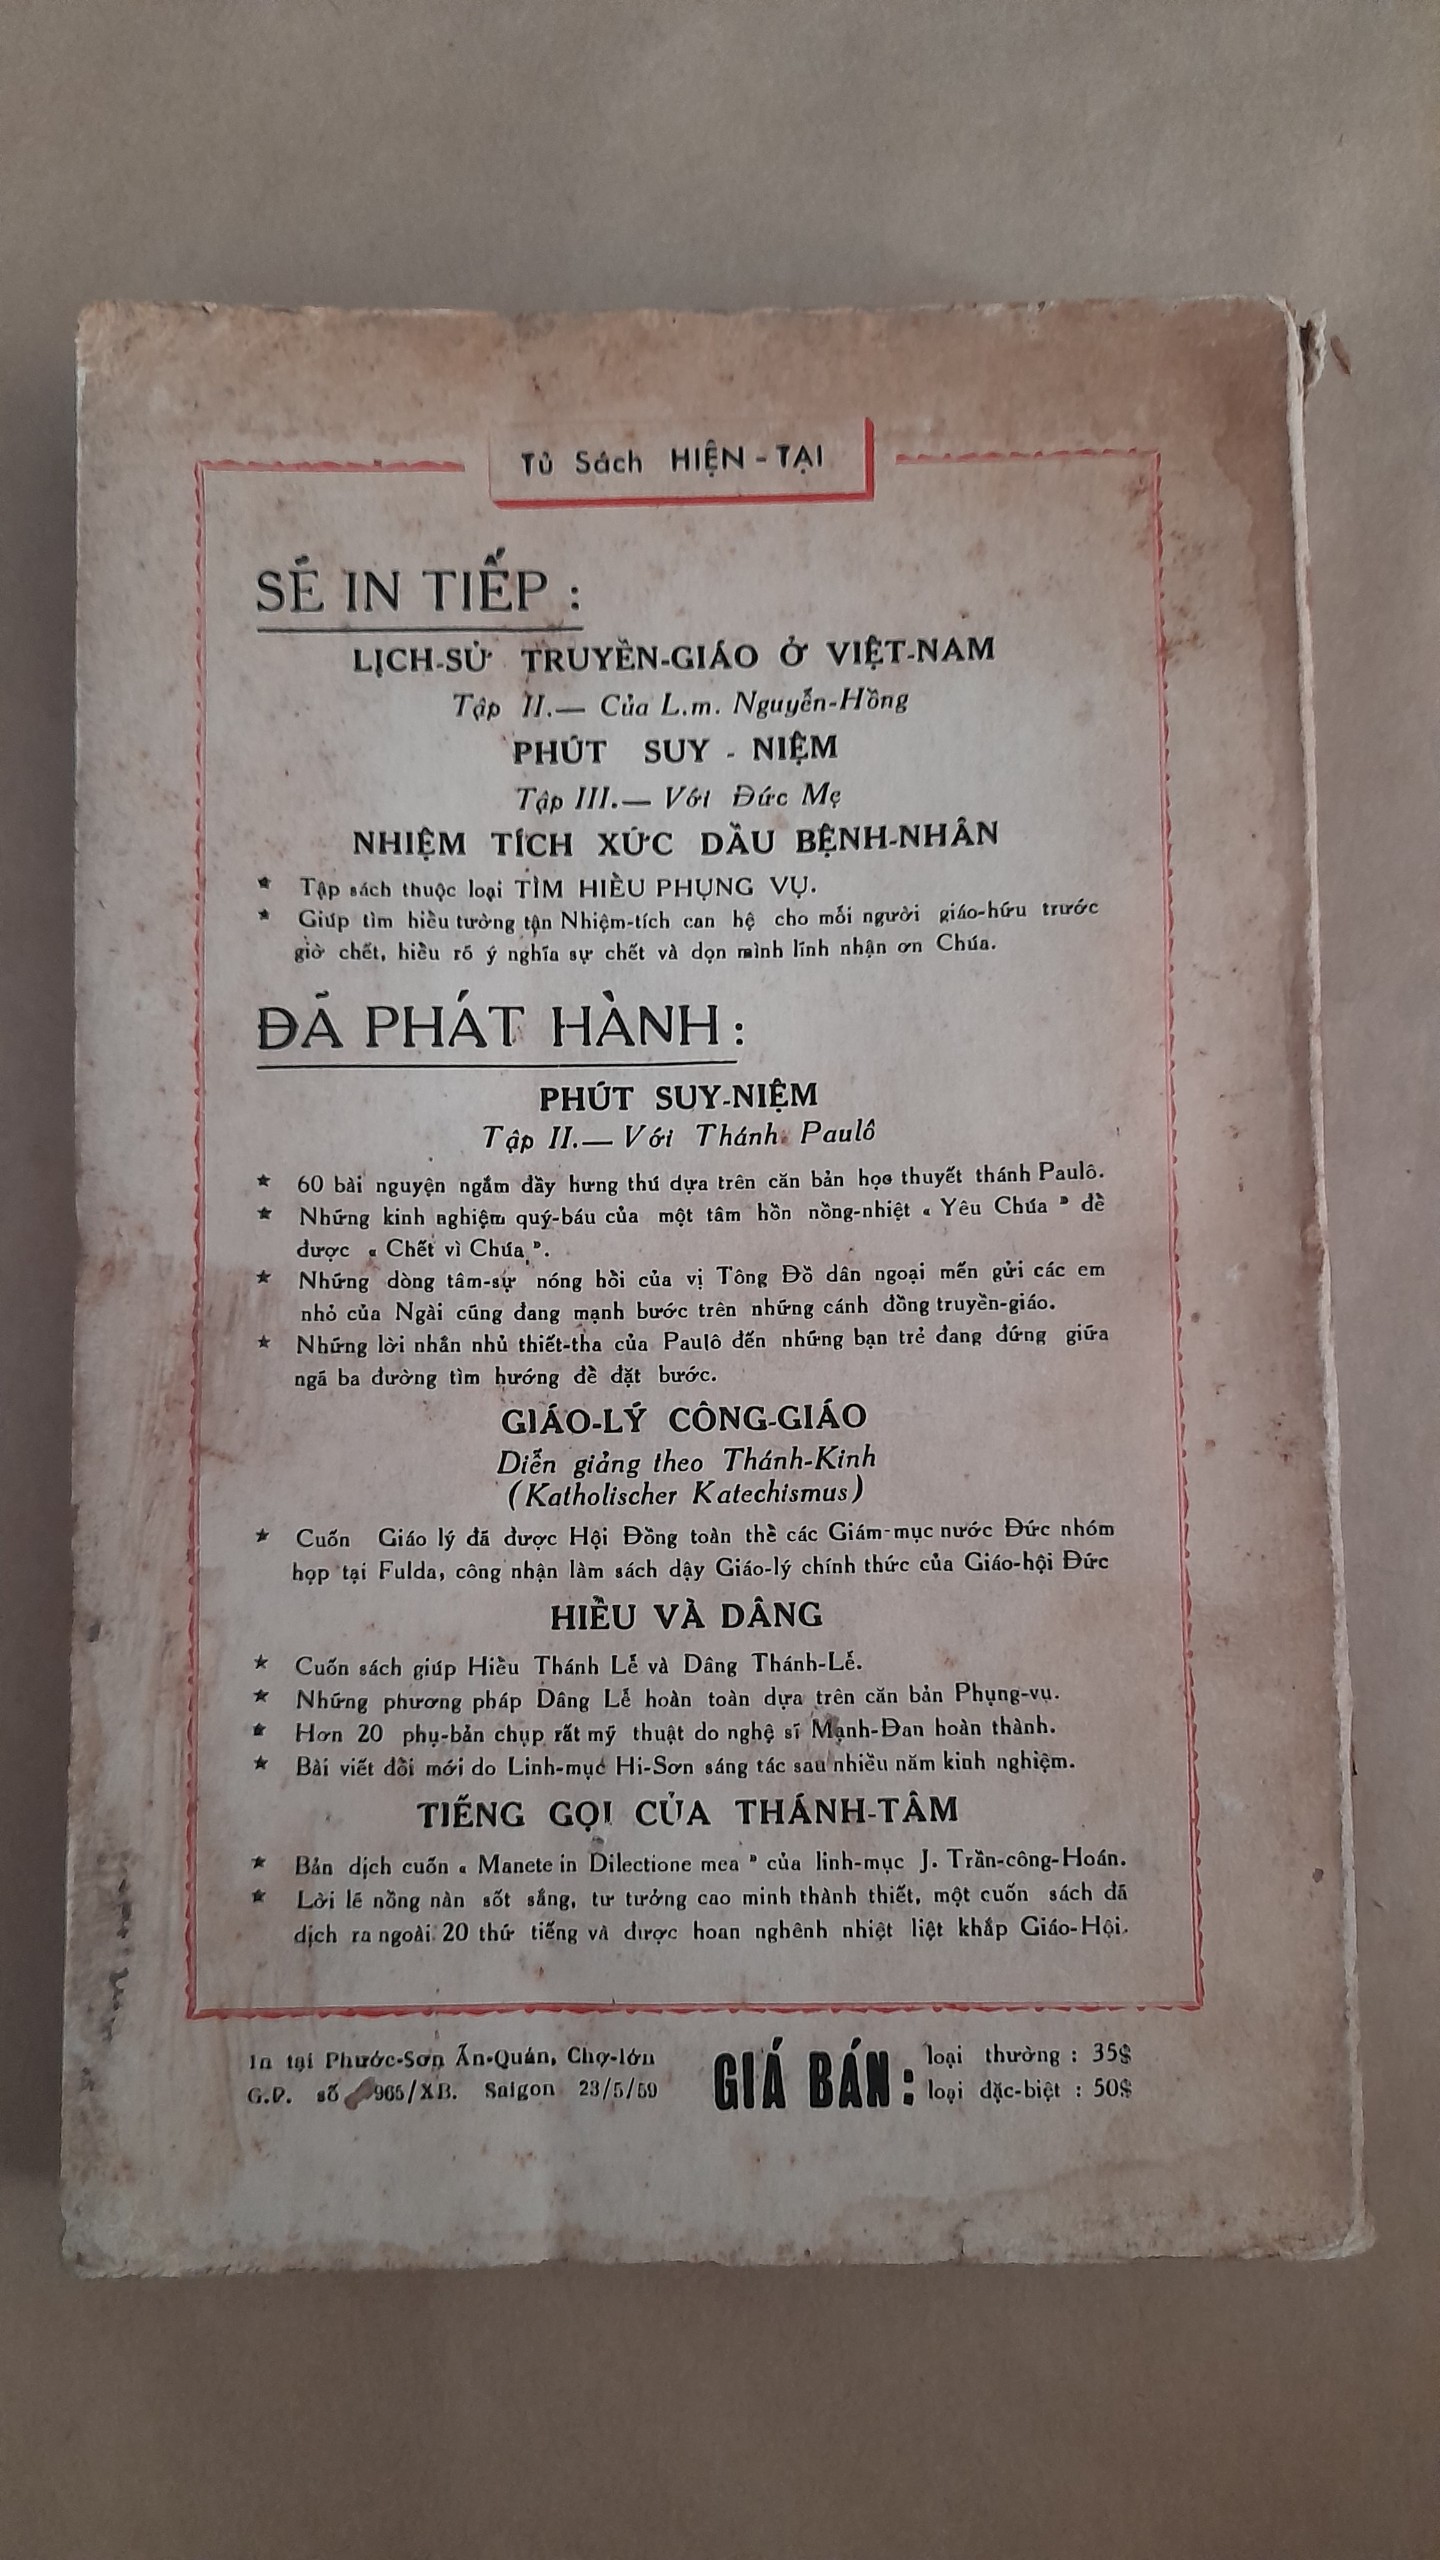 Tủ Sách HIỆN-TẠI
SẼ IN TIẾP :
LỊCH-SỬ TRUYỀN-GIÁO Ở VIỆT-NAM
Tập II.— Của L.m. Nguyễn-Hồng
PHÚT SUY - NIỆM
Tập III.— Với Đức Mẹ
NHIỆM TÍCH XỨC DẦU BỆNH-NHÂN
★ Tập sách thuộc loại TÌM HIỂU PHỤNG VỤ.
★ Giúp tìm hiểu tường tận Nhiệm-tích can hệ cho mỗi người giáo-hữu trước
giờ chết, hiểu rõ ý nghĩa sự chết và dọn mình lĩnh nhận ơn Chúa.
ĐÃ PHÁT HÀNH :
PHÚT SUY-NIỆM
Tập II.— Với Thánh Paulô
★ 60 bài nguyện ngắm đầy hưng thú dựa trên căn bản học thuyết thánh Paulô.
★ Những kinh nghiệm quý-báu của một tâm hồn nồng-nhiệt « Yêu Chúa » để
được « Chết vì Chúa ».
★ Những dòng tâm-sự nóng hổi của vị Tông Đồ dân ngoại mến gửi các em
nhỏ của Ngài cũng đang mạnh bước trên những cánh đồng truyền-giáo.
★ Những lời nhắn nhủ thiết-tha của Paulô đến những bạn trẻ đang đứng giữa
ngã ba đường tìm hướng để đặt bước.
GIÁO-LÝ CÔNG-GIÁO
Diễn giảng theo Thánh-Kinh
(Katholischer Katechismus)
★ Cuốn Giáo lý đã được Hội Đồng toàn thể các Giám-mục nước Đức nhóm
họp tại Fulda, công nhận làm sách dậy Giáo-lý chính thức của Giáo-hội Đức
HIỂU VÀ DÂNG
★ Cuốn sách giúp Hiểu Thánh Lễ và Dâng Thánh-Lễ.
★ Những phương pháp Dâng Lễ hoàn toàn dựa trên căn bản Phụng-vụ.
★ Hơn 20 phụ-bản chụp rất mỹ thuật do nghệ sĩ Mạnh-Đan hoàn thành.
★ Bài viết đổi mới do Linh-mục Hi-Sơn sáng tác sau nhiều năm kinh nghiệm.
TIẾNG GỌI CỦA THÁNH-TÂM
★ Bản dịch cuốn « Manete in Dilectione mea » của linh-mục J. Trần-công-Hoán.
★ Lời lẽ nồng nàn sốt sắng, tư tưởng cao minh thành thiết, một cuốn sách đã
dịch ra ngoài 20 thứ tiếng và được hoan nghênh nhiệt liệt khắp Giáo-Hội.
In tại Phước-Sơn Ấn-Quán, Chợ-lớn
G.P. số 965/XB. Saigon 23/5/59
GIÁ BÁN :
loại thường : 35$
loại đặc-biệt : 50$